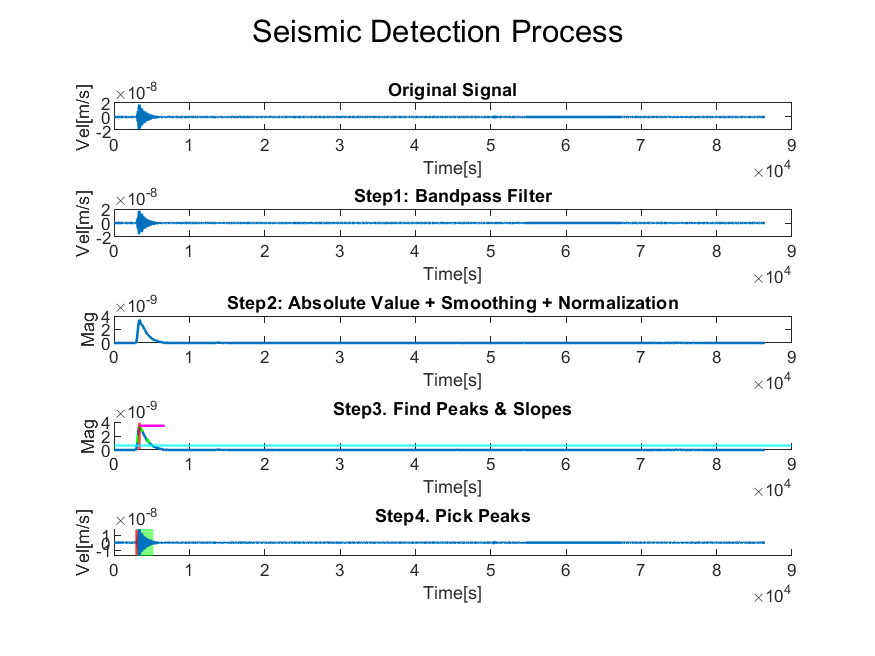 Seismic Detection Process
Original Signal
×10-8
Vel[m/s]
2
0
-2
0 1 2 3 4 5 6 7 8 9
Time[s]
×104
Step1: Bandpass Filter
×10-8
Vel[m/s]
2
0
-2
0 1 2 3 4 5 6 7 8 9
Time[s]
×104
Step2: Absolute Value + Smoothing + Normalization
×10-9
Mag
4
2
0
0 1 2 3 4 5 6 7 8 9
Time[s]
×104
Step3. Find Peaks & Slopes
×10-9
Mag
4
2
0
0 1 2 3 4 5 6 7 8 9
Time[s]
×104
Step4. Pick Peaks
×10-8
Vel[m/s]
1
0
-1
0 1 2 3 4 5 6 7 8 9
Time[s]
×104